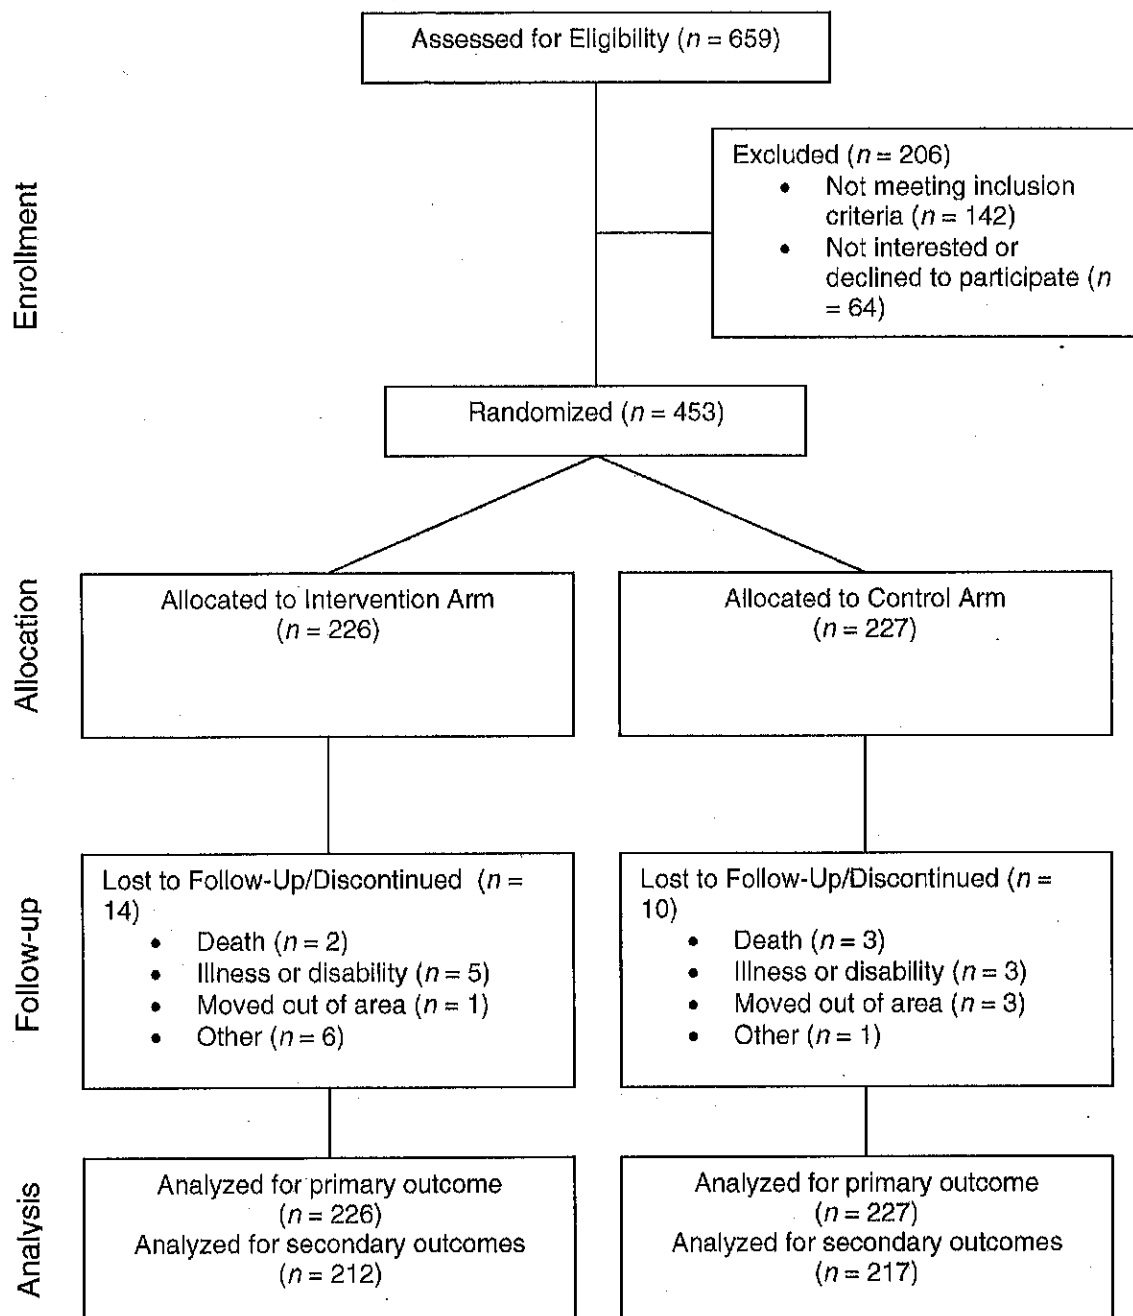 Assessed for Eligibility (n = 659)
Enrollment
Excluded (n = 206)
• Not meeting inclusion
criteria (n = 142)
• Not interested or
declined to participate (n
= 64)
Randomized (n = 453)
Allocation
Allocated to Intervention Arm
(n = 226)
Allocated to Control Arm
(n = 227)
Follow-up
Lost to Follow-Up/Discontinued (n =
14)
• Death (n = 2)
• Illness or disability (n = 5)
• Moved out of area (n = 1)
• Other (n = 6)
Lost to Follow-Up/Discontinued (n =
10)
• Death (n = 3)
• Illness or disability (n = 3)
• Moved out of area (n = 3)
• Other (n = 1)
Analysis
Analyzed for primary outcome
(n = 226)
Analyzed for secondary outcomes
(n = 212)
Analyzed for primary outcome
(n = 227)
Analyzed for secondary outcomes
(n = 217)